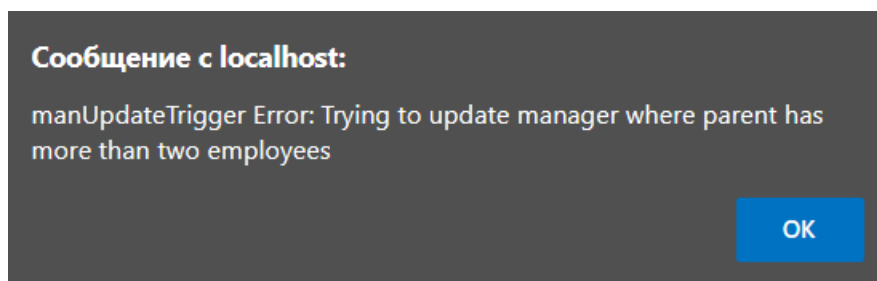 Сообщение с localhost:
manUpdateTrigger Error: Trying to update manager where parent has
more than two employees
OK